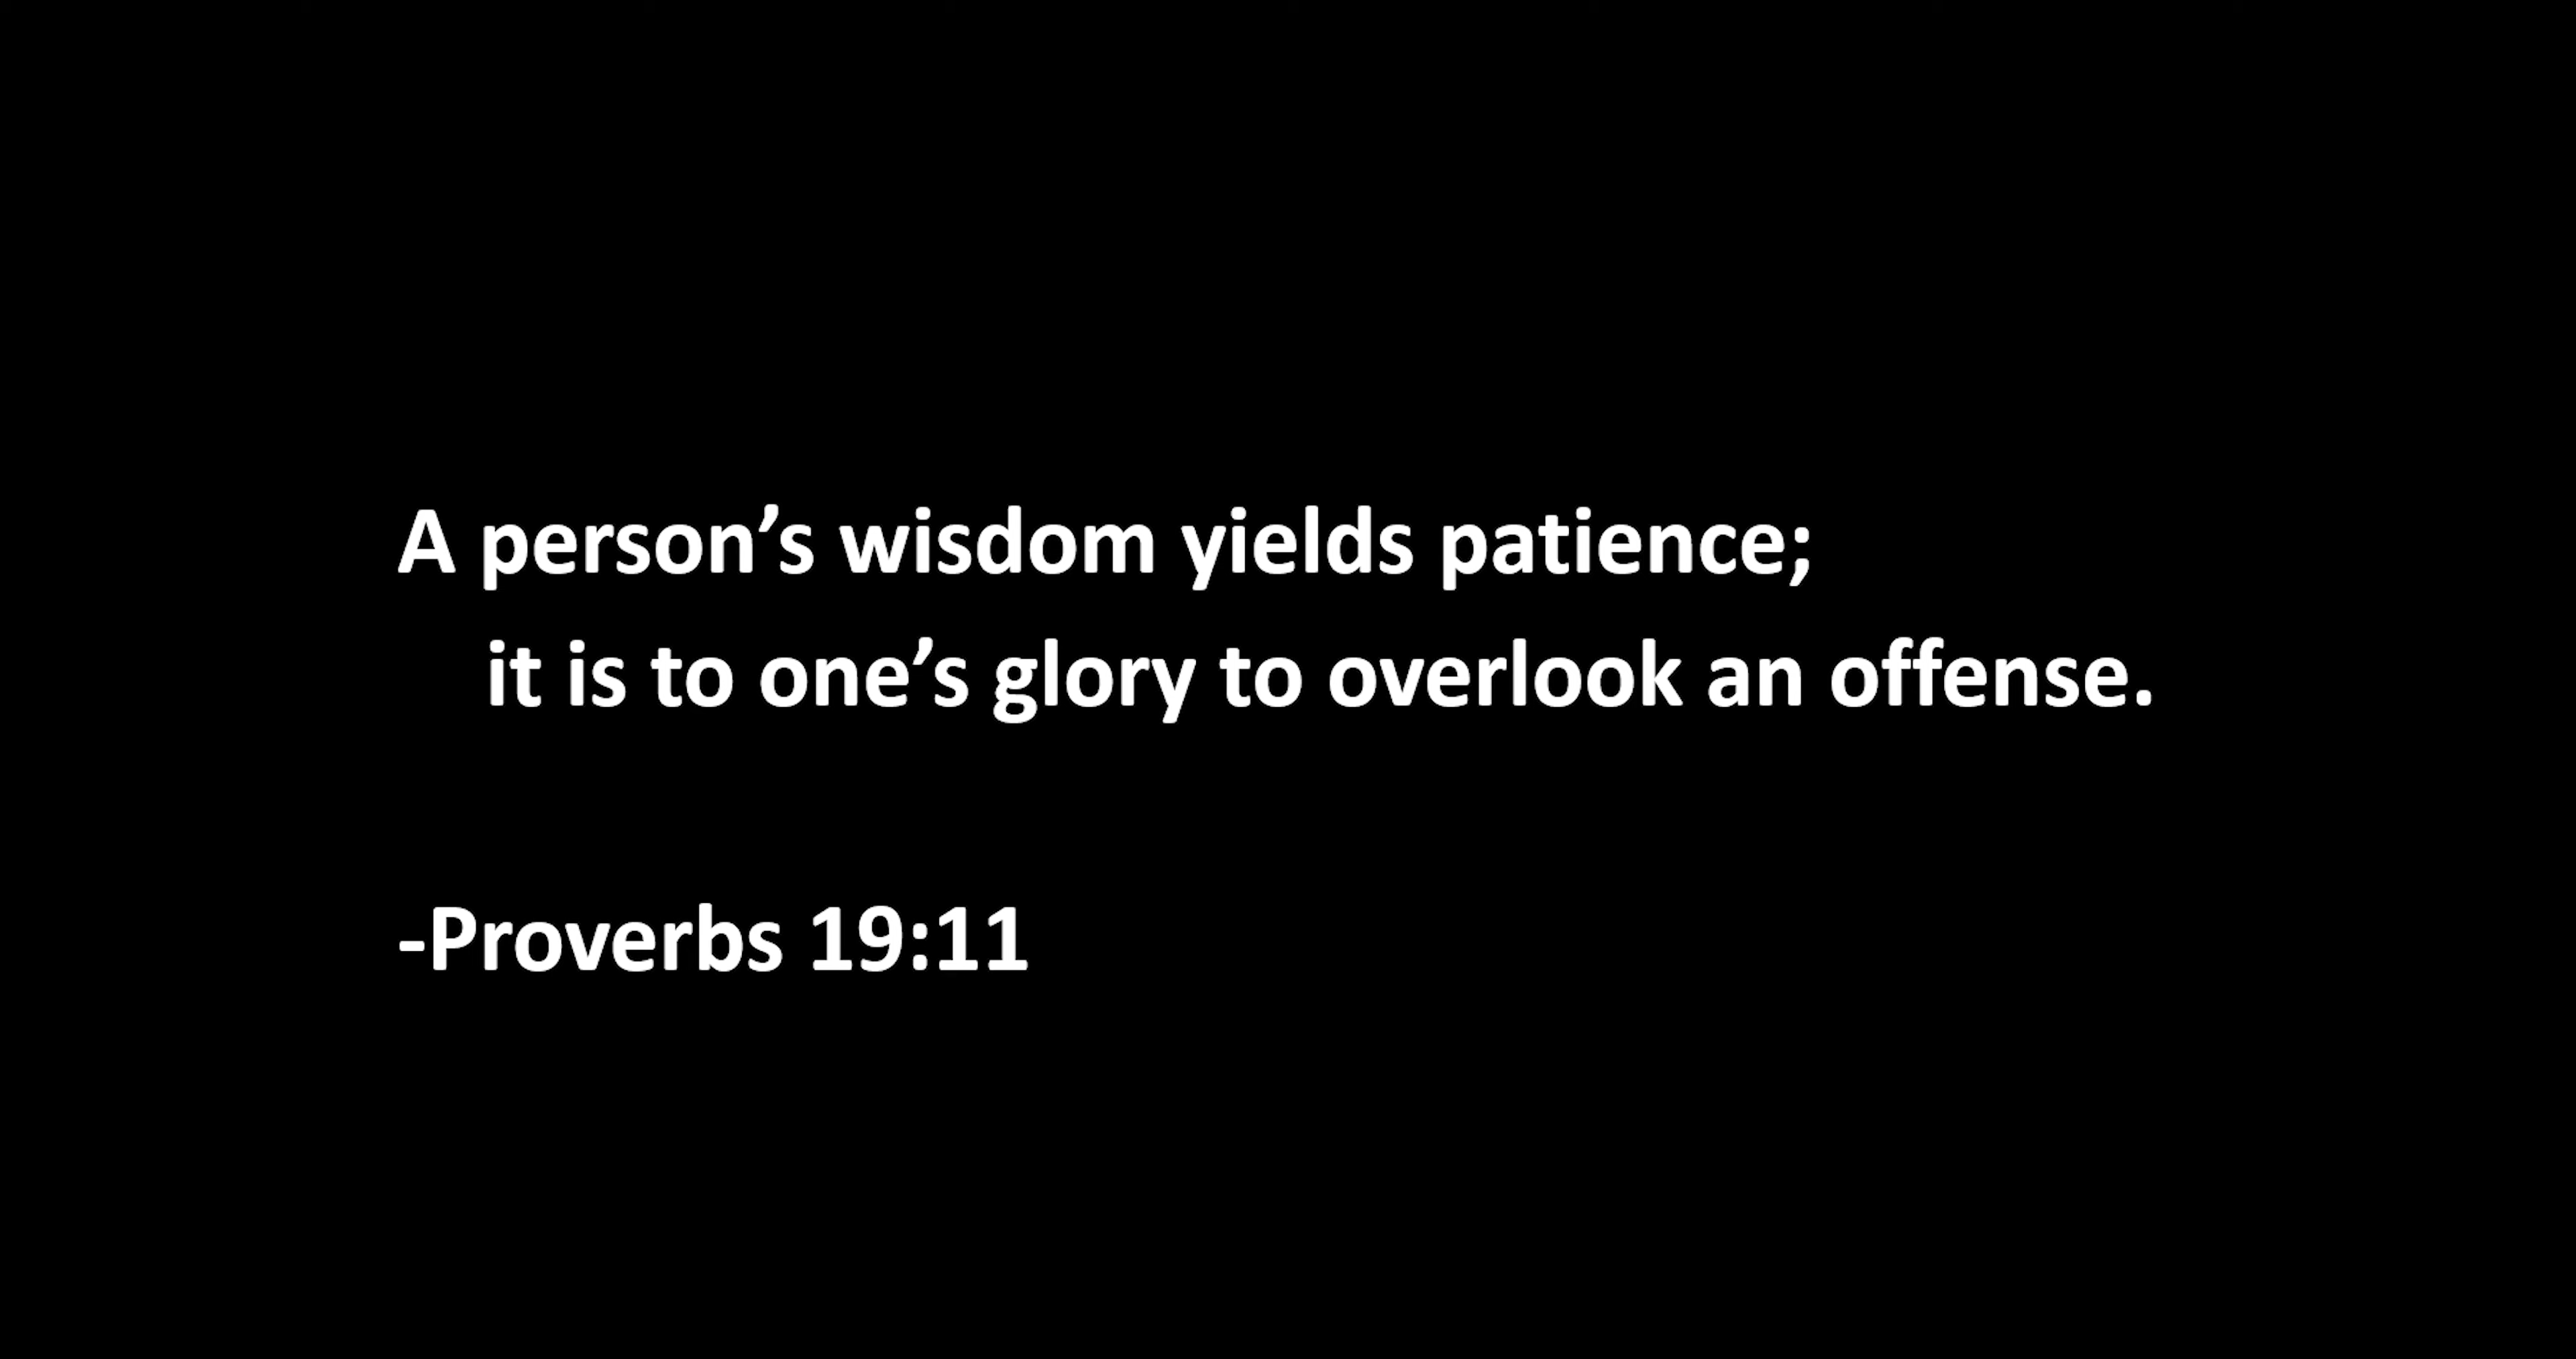 A person’s wisdom yields patience;
it is to one’s glory to overlook an offense.
-Proverbs 19:11